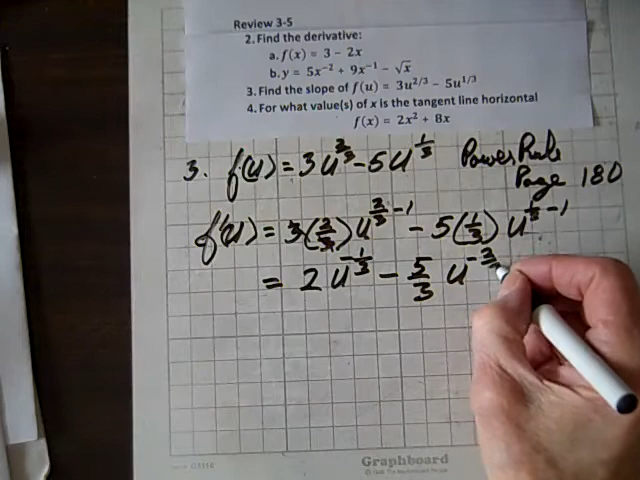 Review 3-5
2. Find the derivative:
a. f(x) = 3 − 2x
b. y = 5x⁻² + 9x⁻¹ − √x
3. Find the slope of f(u) = 3u^{2/3} − 5u^{1/3}
4. For what value(s) of x is the tangent line horizontal
f(x) = 2x² + 8x
3. f(u) = 3u^{2/3} − 5u^{1/3} Power Rule
Page 180
f'(u) = 3(2/3)u^{2/3 −1} − 5(1/3)u^{1/3 −1}
= 2u^{−1/3} − 5/3 u^{−2/3}
Graphboard